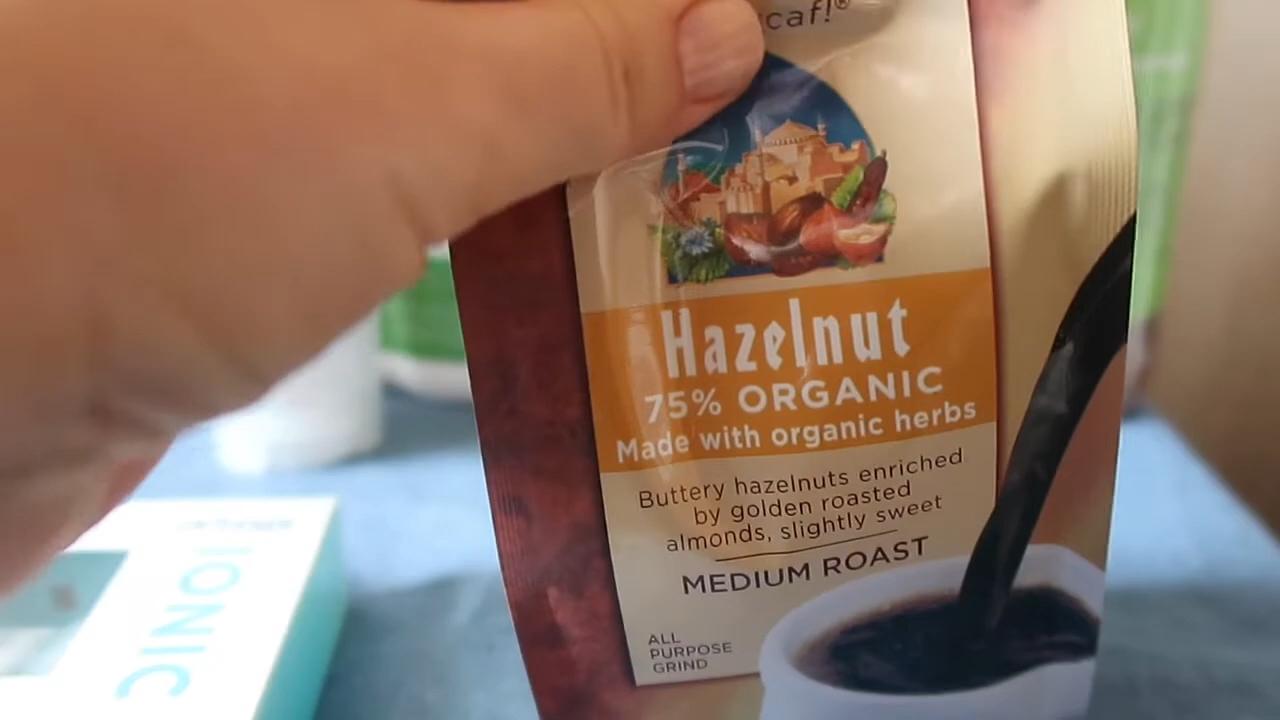 caf!®
Hazelnut
75% ORGANIC
Made with organic herbs
Buttery hazelnuts enriched
by golden roasted
almonds, slightly sweet
MEDIUM ROAST
ALL
PURPOSE
GRIND
IONIC